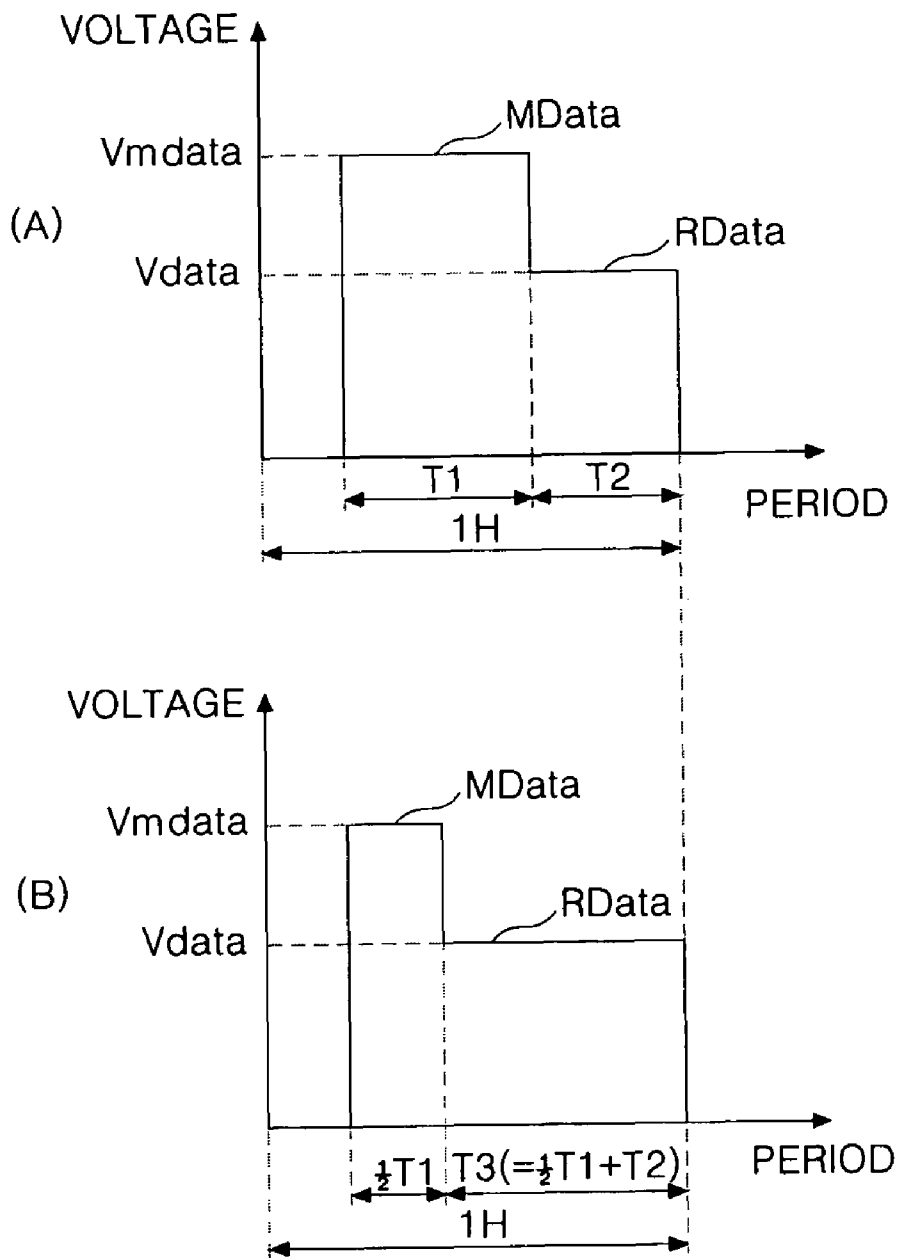 VOLTAGE
MData
Vmdata
(A)
RData
Vdata
T1
T2
PERIOD
1H
VOLTAGE
MData
Vmdata
(B)
RData
Vdata
½T1
T3(=½T1+T2)
PERIOD
1H